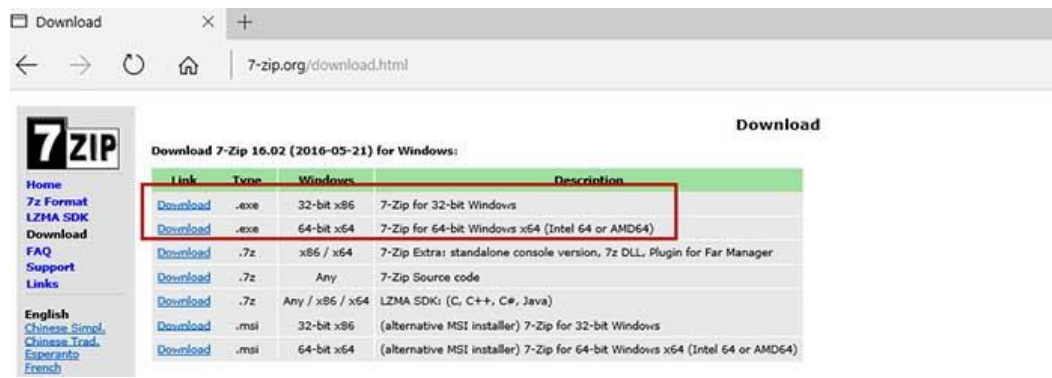 Download
7-zip.org/download.html
7 ZIP
Home
7z Format
LZMA SDK
Download
FAQ
Support
Links
English
Chinese Simpl.
Chinese Trad.
Esperanto
French
Download
Download 7-Zip 16.02 (2016-05-21) for Windows:
Link Type Windows Description
Download .exe 32-bit x86 7-Zip for 32-bit Windows
Download .exe 64-bit x64 7-Zip for 64-bit Windows x64 (Intel 64 or AMD64)
Download .7z x86 / x64 7-Zip Extra: standalone console version, 7z DLL, Plugin for Far Manager
Download .7z Any 7-Zip Source code
Download .7z Any / x86 / x64 LZMA SDK: (C, C++, C#, Java)
Download .msi 32-bit x86 (alternative MSI installer) 7-Zip for 32-bit Windows
Download .msi 64-bit x64 (alternative MSI installer) 7-Zip for 64-bit Windows x64 (Intel 64 or AMD64)